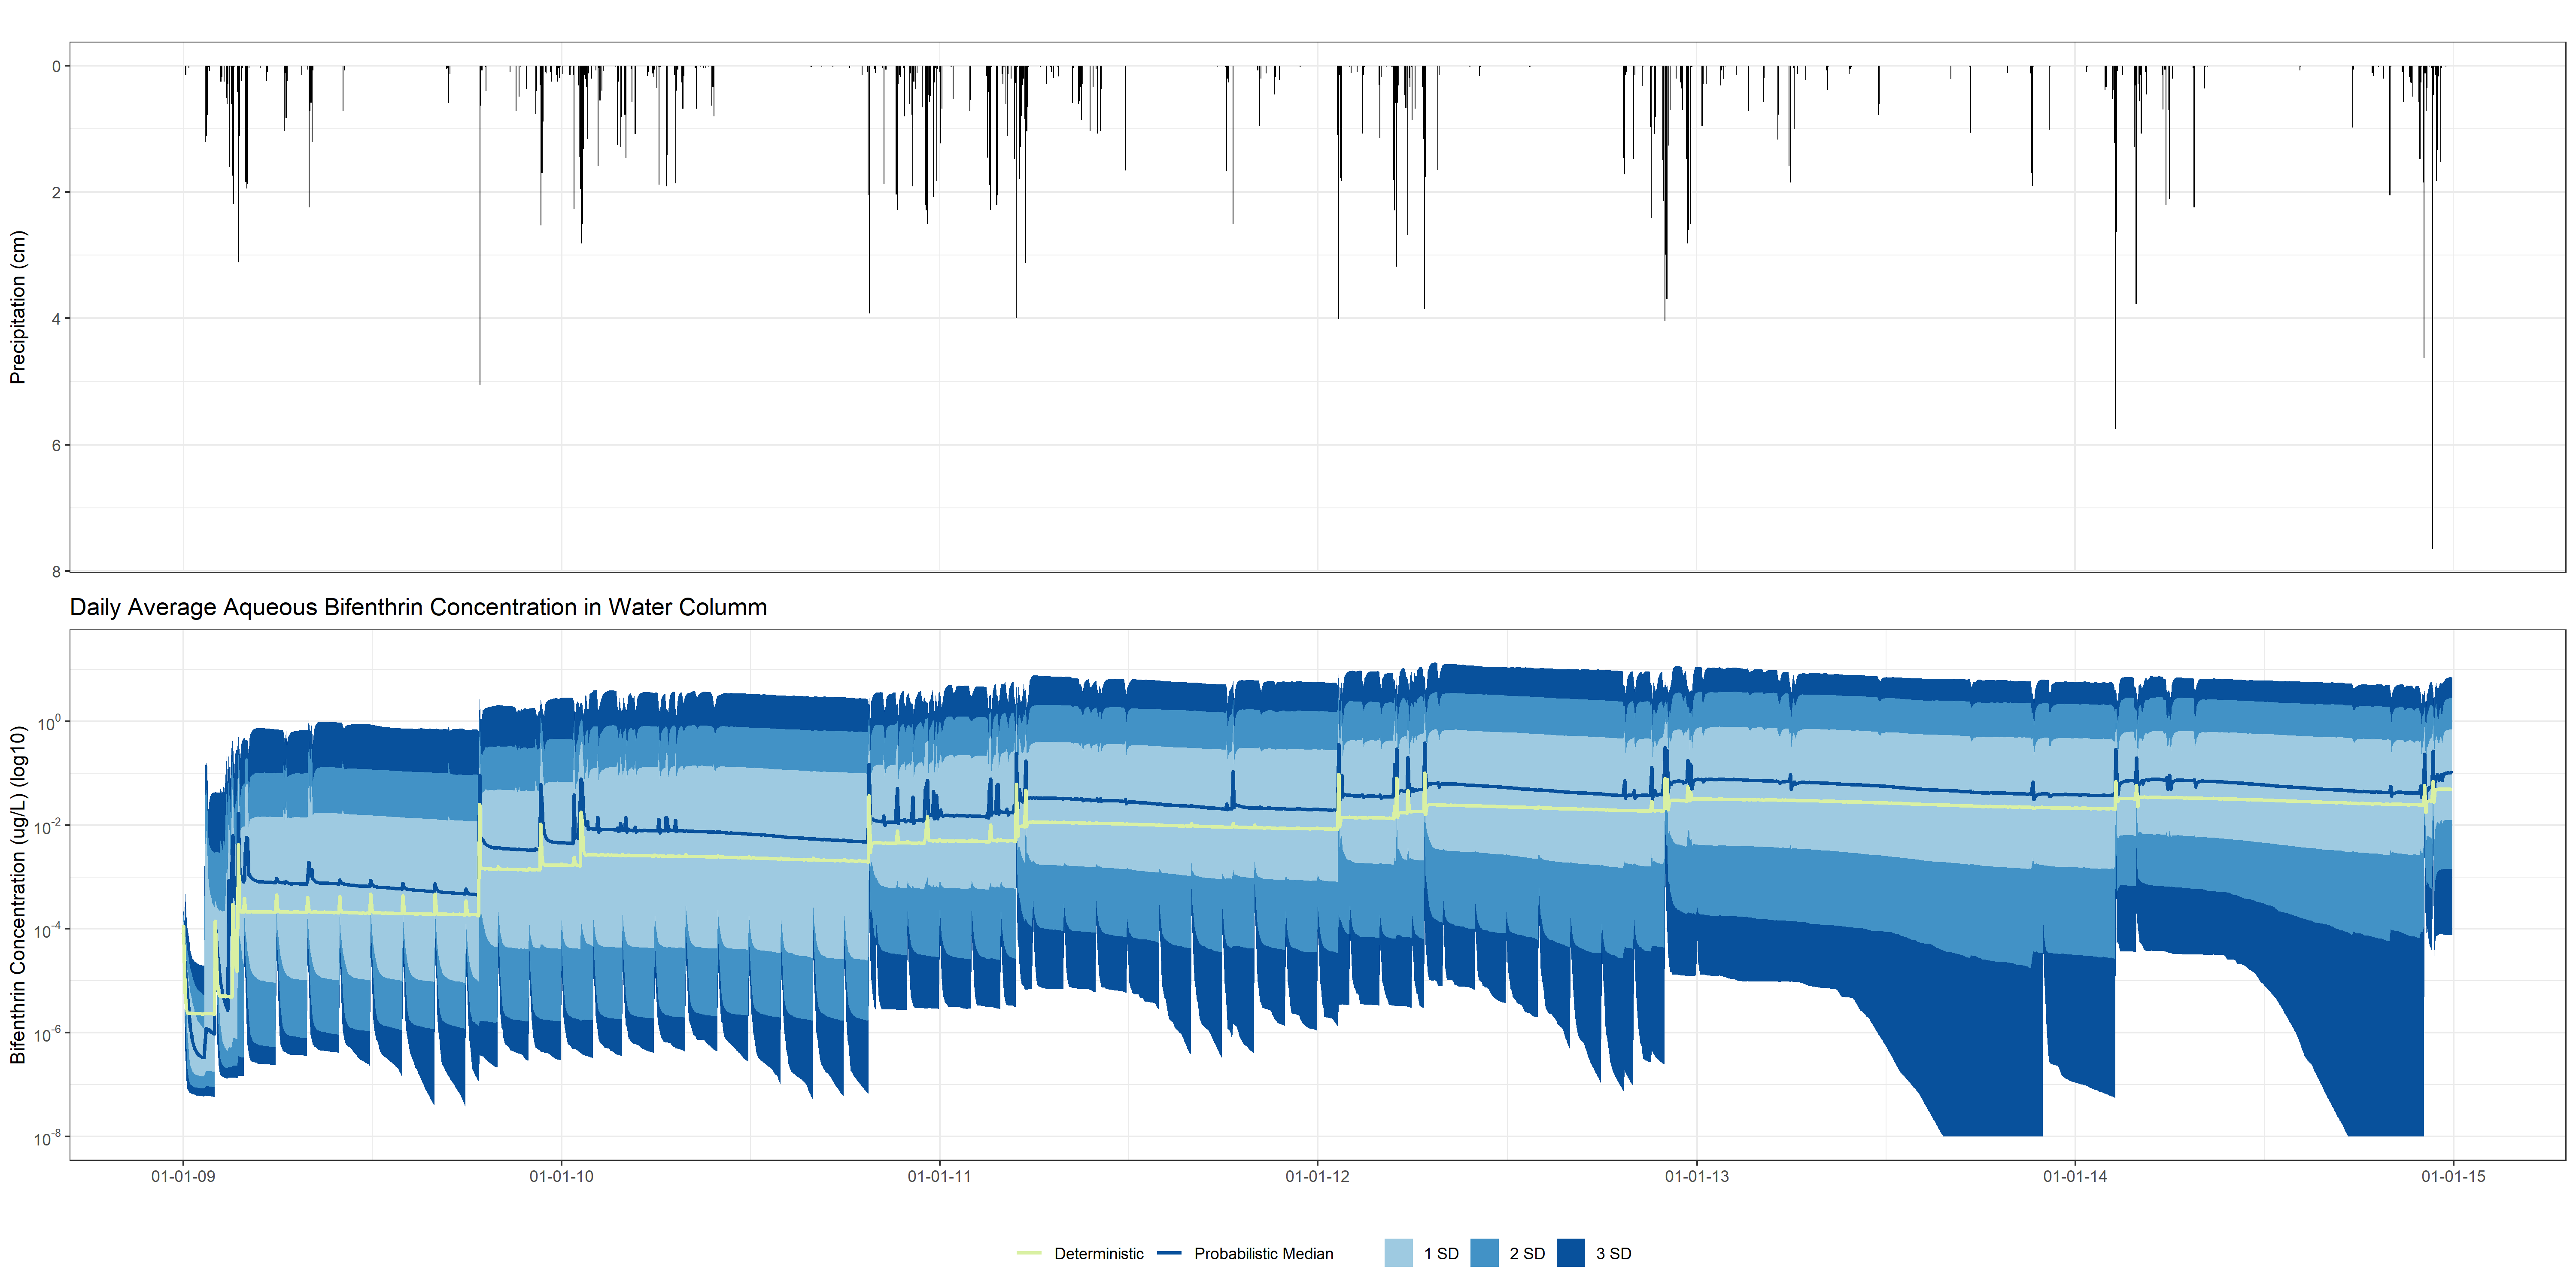 0
2
4
6
8
Precipitation (cm)
Daily Average Aqueous Bifenthrin Concentration in Water Columm
10^0
10^-2
10^-4
10^-6
10^-8
Bifenthrin Concentration (ug/L) (log10)
01-01-09 01-01-10 01-01-11 01-01-12 01-01-13 01-01-14 01-01-15
Deterministic Probabilistic Median 1 SD 2 SD 3 SD